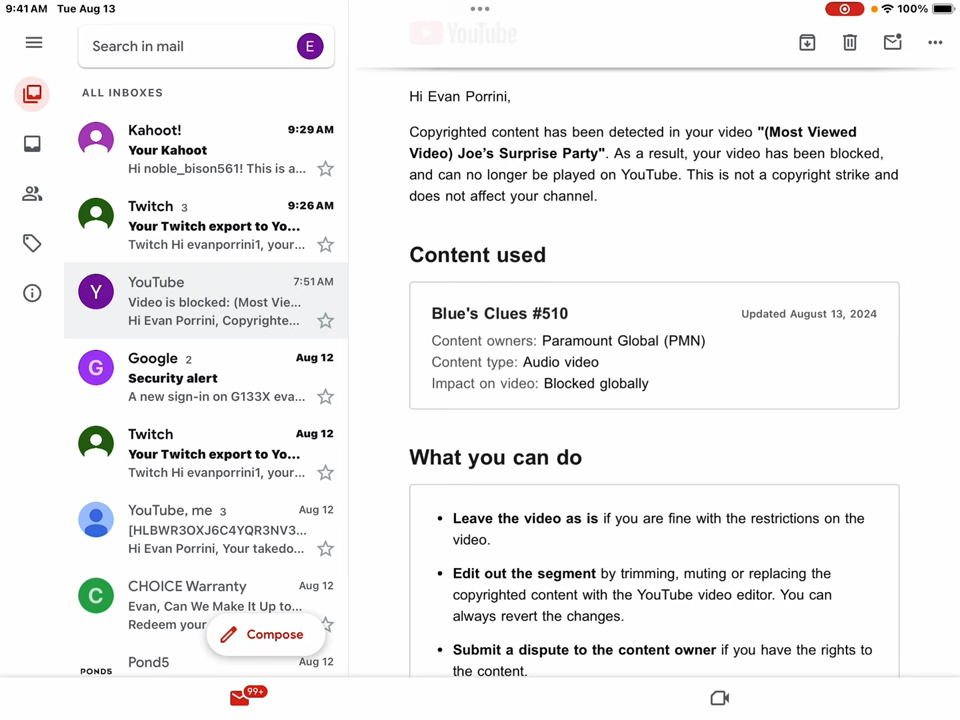 9:41 AM Tue Aug 13
100%
Search in mail
E
ALL INBOXES
Kahoot! 9:29 AM
Your Kahoot
Hi noble_bison561! This is a...
Twitch 3 9:26 AM
Your Twitch export to Yo...
Twitch Hi evanporrini1, your...
Y
YouTube 7:51 AM
Video is blocked: (Most Vie...
Hi Evan Porrini, Copyrighte...
G
Google 2 Aug 12
Security alert
A new sign-in on G133X eva...
Twitch Aug 12
Your Twitch export to Yo...
Twitch Hi evanporrini1, your...
YouTube, me 3 Aug 12
[HLBWR3OXJ6C4YQR3NV3...
Hi Evan Porrini, Your takedo...
C
CHOICE Warranty Aug 12
Evan, Can We Make It Up to...
Redeem your
Compose
POND5
Pond5 Aug 12
99+
YouTube
Hi Evan Porrini,
Copyrighted content has been detected in your video "(Most Viewed
Video) Joe's Surprise Party". As a result, your video has been blocked,
and can no longer be played on YouTube. This is not a copyright strike and
does not affect your channel.
Content used
Blue's Clues #510 Updated August 13, 2024
Content owners: Paramount Global (PMN)
Content type: Audio video
Impact on video: Blocked globally
What you can do
• Leave the video as is if you are fine with the restrictions on the
video.
• Edit out the segment by trimming, muting or replacing the
copyrighted content with the YouTube video editor. You can
always revert the changes.
• Submit a dispute to the content owner if you have the rights to
the content.